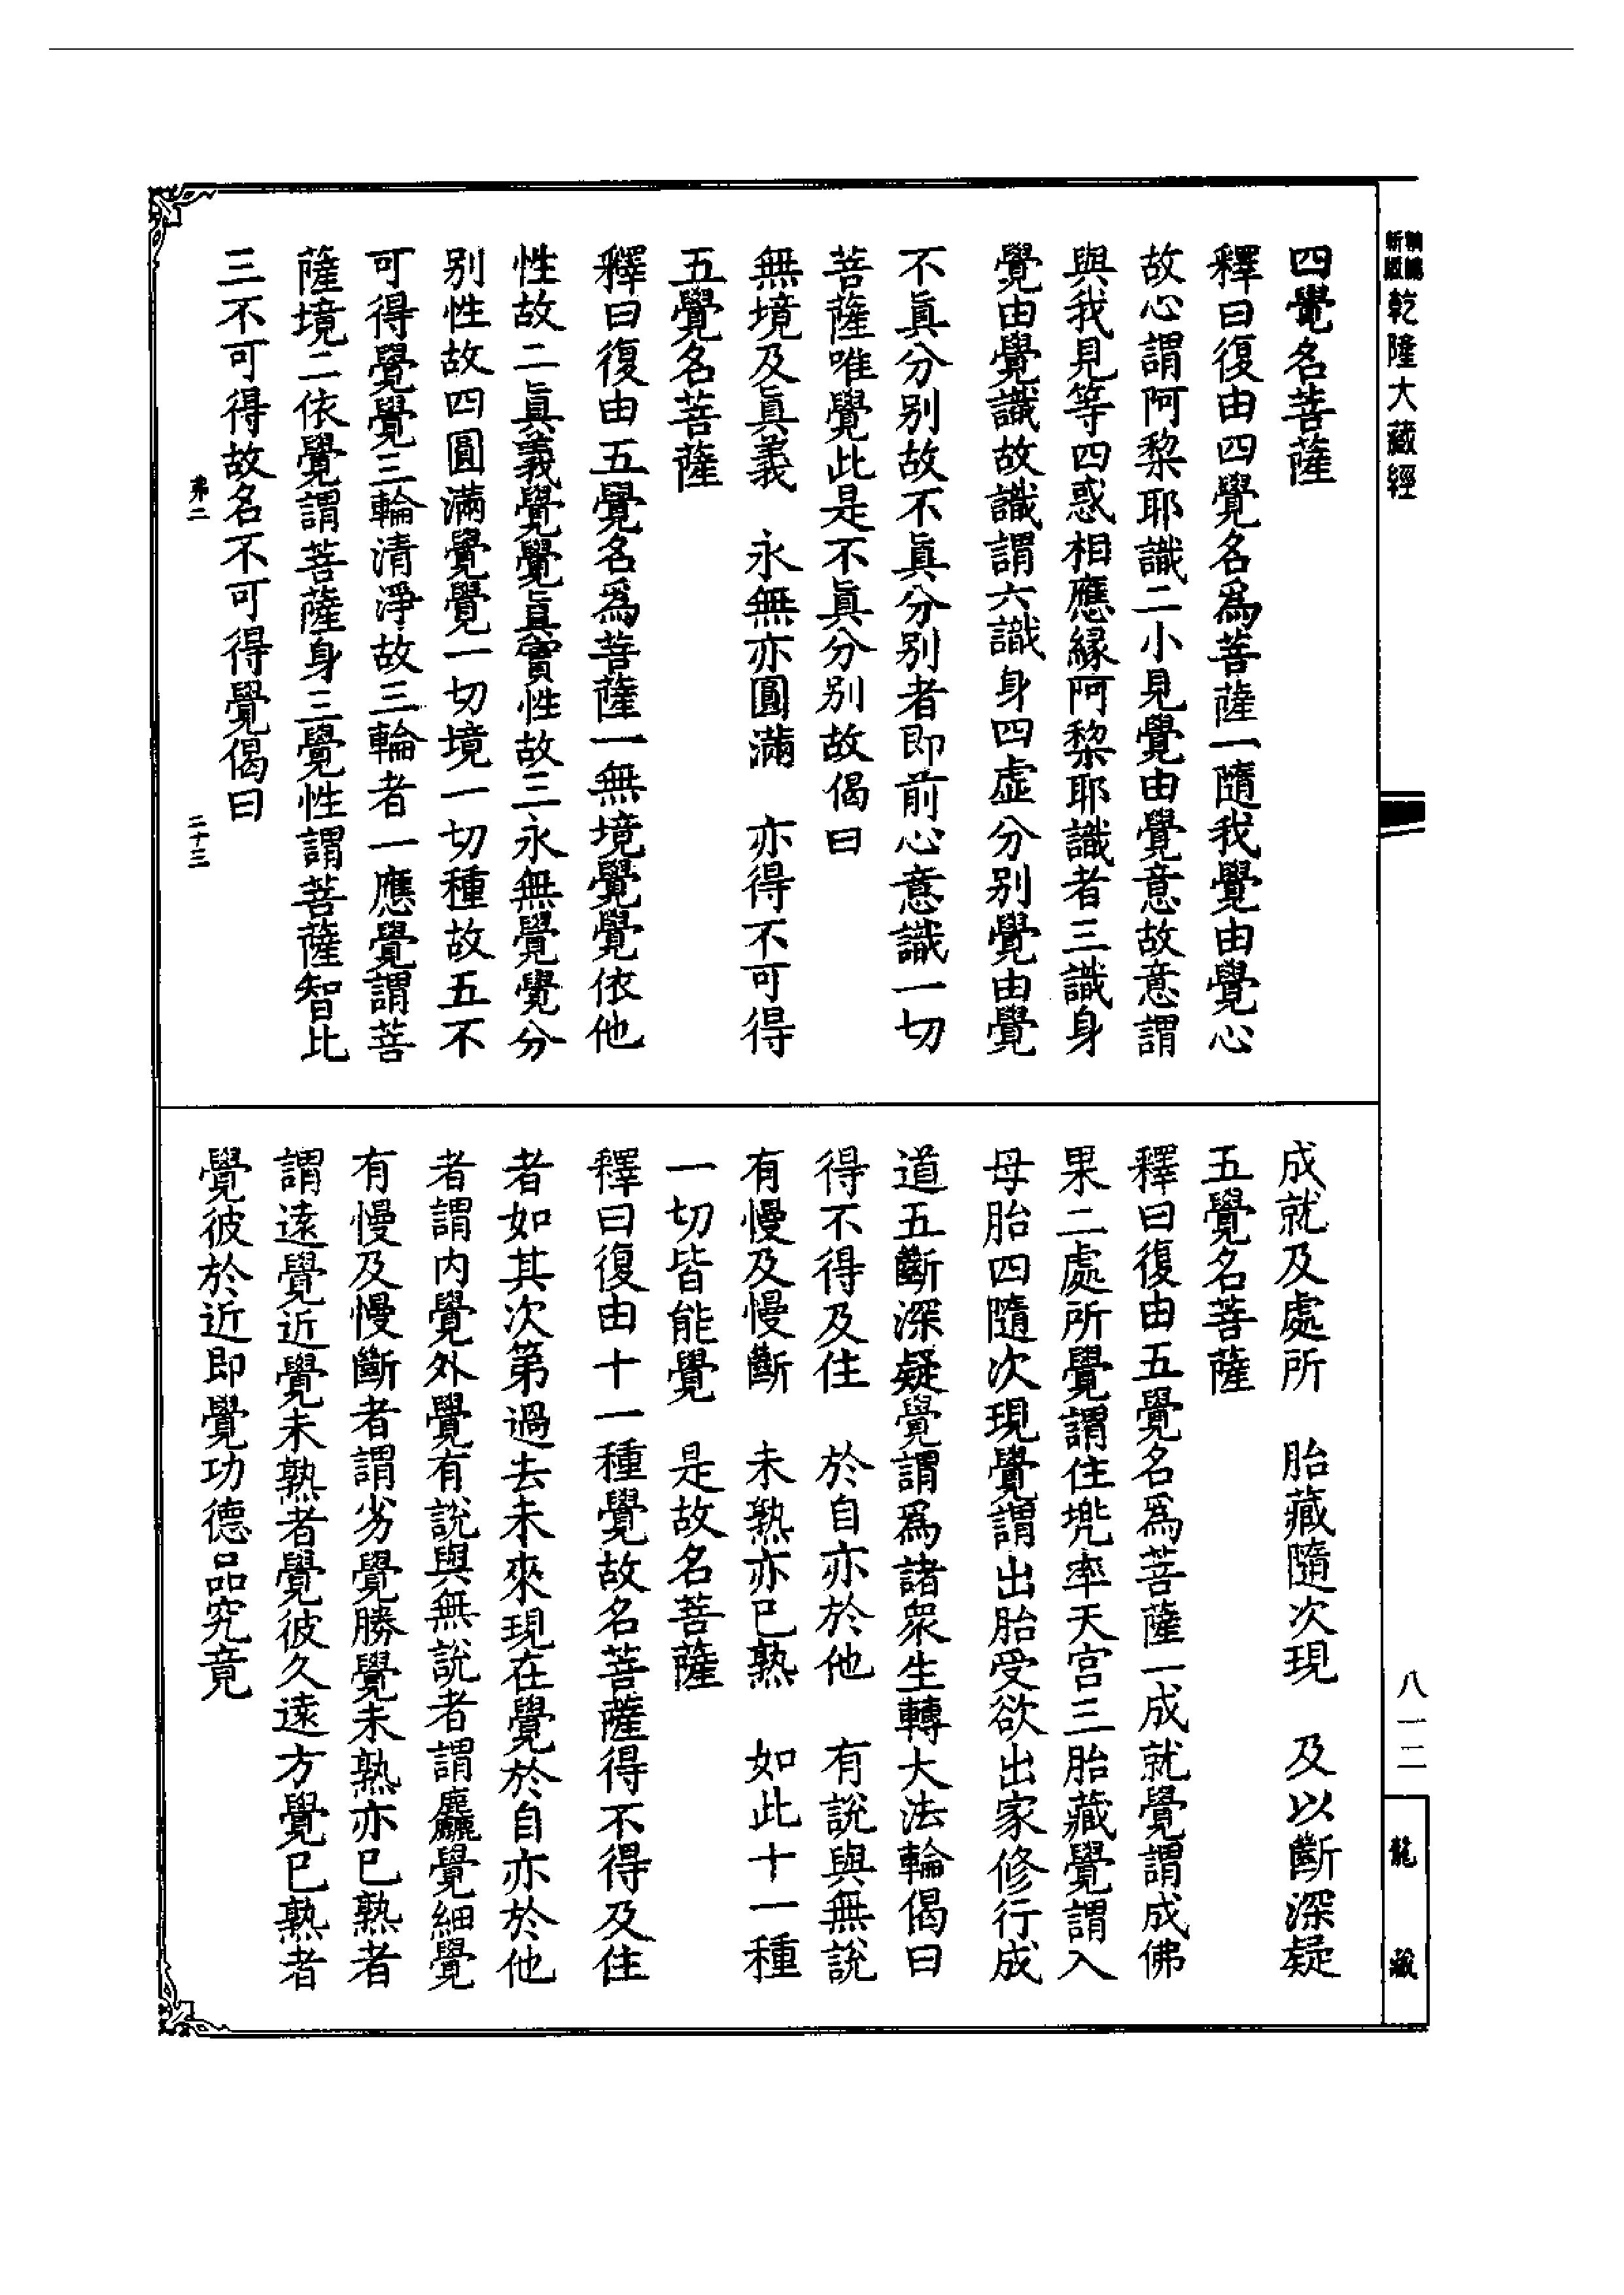 新編縮版乾隆大藏經
四覺名菩薩
釋曰復由四覺名爲菩薩一隨我覺由覺心
故心謂阿黎耶識二小見覺由覺意故意謂
與我見等四惑相應緣阿黎耶識者三識身
覺由覺識故識謂六識身四虛分別覺由覺
不眞分別故不眞分別者即前心意識一切
菩薩唯覺此是不眞分別故偈曰
無境及眞義　永無亦圓滿　亦得不可得
五覺名菩薩
釋曰復由五覺名爲菩薩一無境覺覺依他
性故二眞義覺覺眞實性故三永無覺覺分
別性故四圓滿覺覺一切境一切種故五不
可得覺覺三輪清淨故三輪者一應覺謂菩
薩境二依覺謂菩薩身三覺性謂菩薩智比
三不可得故名不可得覺偈曰
弗二　二十三
成就及處所　胎藏隨次現　及以斷深疑
五覺名菩薩
釋曰復由五覺名爲菩薩一成就覺謂成佛
果二處所覺謂住兠率天宮三胎藏覺謂入
母胎四隨次現覺謂出胎受欲出家修行成
道五斷深疑覺謂爲諸衆生轉大法輪偈曰
得不得及住　於自亦於他　有說與無說
有慢及慢斷　未熟亦已熟　如此十一種
一切皆能覺　是故名菩薩
釋曰復由十一種覺故名菩薩得不得及住
者如其次第過去未來現在覺於自亦於他
者謂内覺外覺有說與無說者謂麤覺細覺
有慢及慢斷者謂劣覺勝覺未熟亦已熟者
謂遠覺近覺未熟者覺彼久遠方覺已熟者
覺彼於近即覺功德品究竟
八一二
龍藏